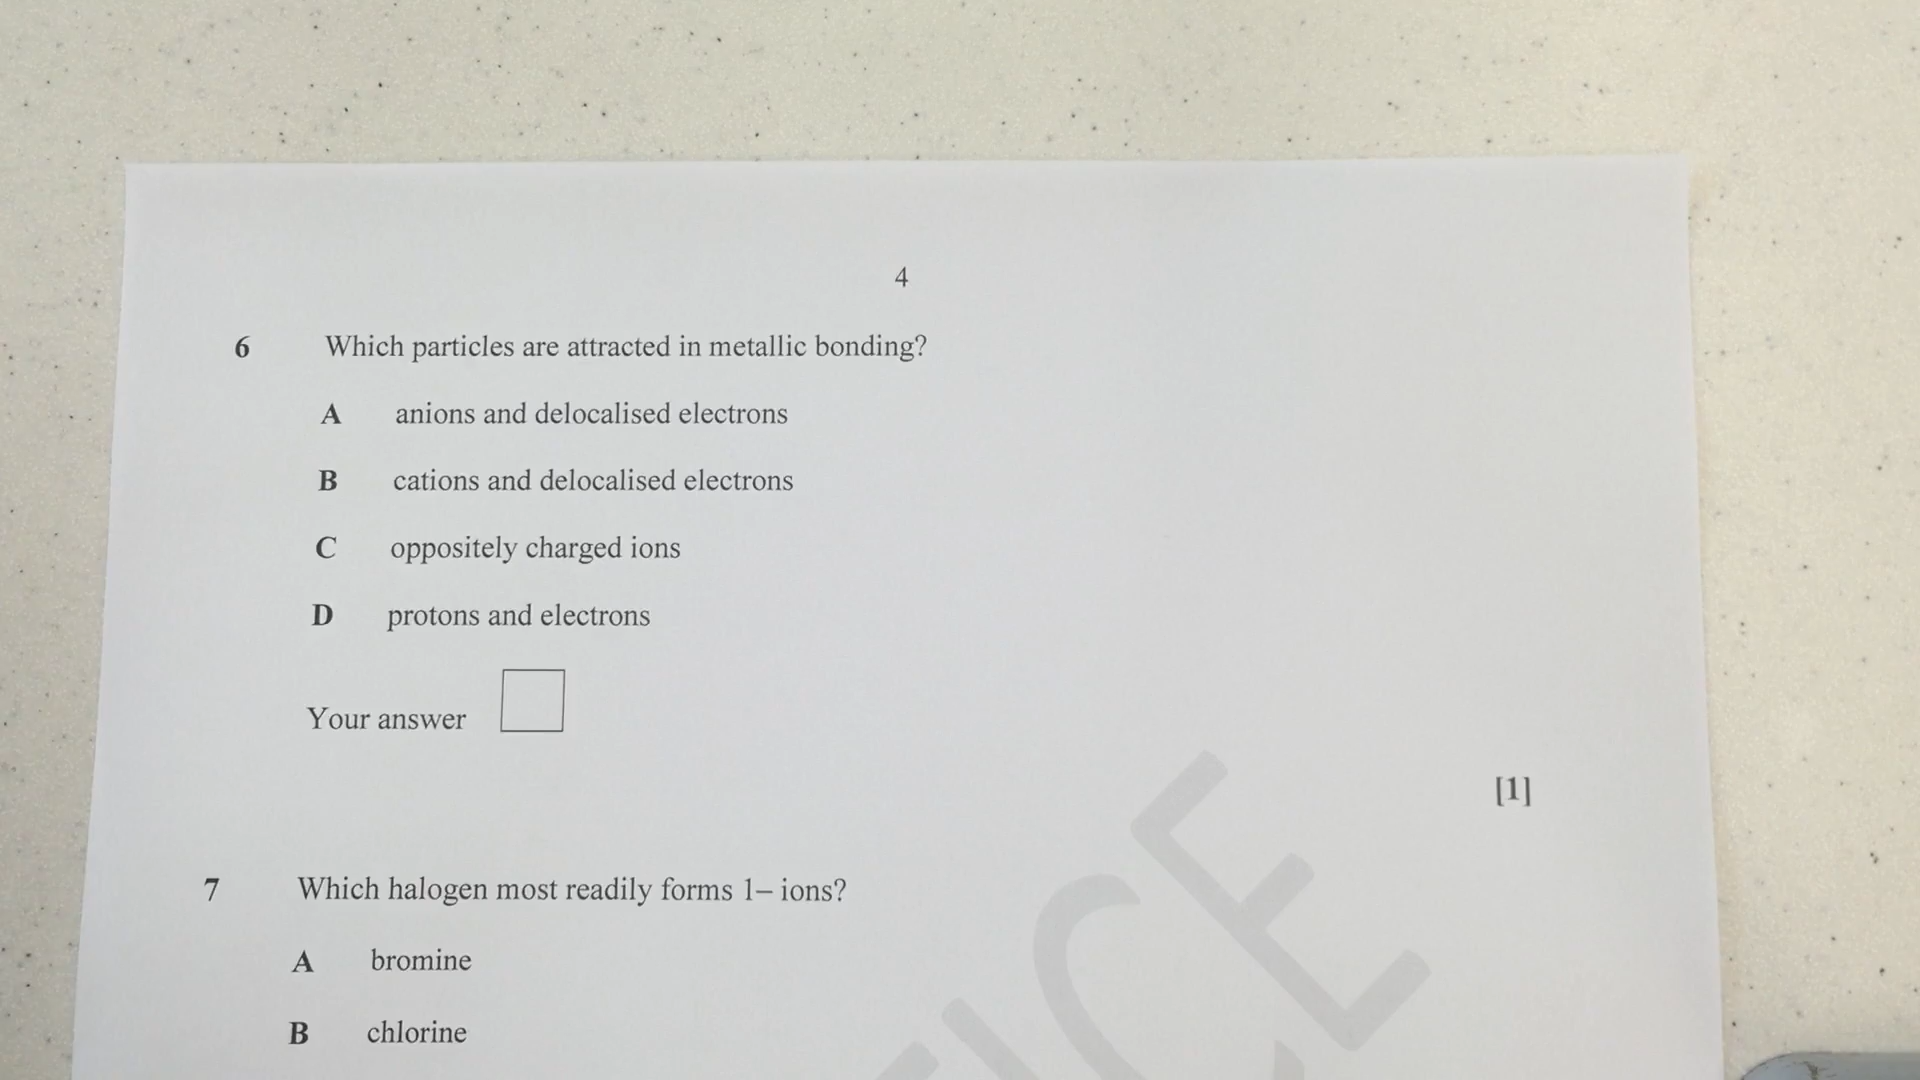 4
6 Which particles are attracted in metallic bonding?
A anions and delocalised electrons
B cations and delocalised electrons
C oppositely charged ions
D protons and electrons
Your answer
[1]
7 Which halogen most readily forms 1– ions?
A bromine
B chlorine